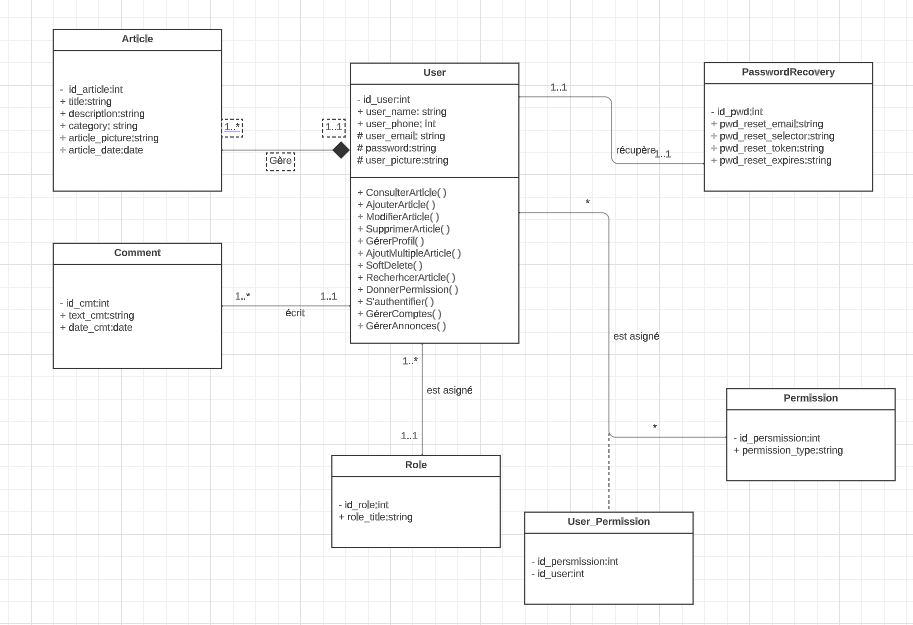 Article
- id_article:int
+ title:string
+ description:string
+ category: string
+ article_picture:string
+ article_date:date
1..*
1..1
Gère
User
- id_user:int
+ user_name: string
+ user_phone: int
# user_email: string
# password:string
# user_picture:string
+ ConsulterArticle( )
+ AjouterArticle( )
+ ModifierArticle( )
+ SupprimerArticle( )
+ GérerProfil( )
+ AjoutMultipleArticle( )
+ SoftDelete( )
+ RecherhcerArticle( )
+ DonnerPermission( )
+ S'authentifier( )
+ GérerComptes( )
+ GérerAnnonces( )
1..1
récupère
1..1
PasswordRecovery
- id_pwd:int
+ pwd_reset_email:string
+ pwd_reset_selector:string
+ pwd_reset_token:string
+ pwd_reset_expires:string
Comment
- id_cmt:int
+ text_cmt:string
+ date_cmt:date
1..*
1..1
écrit
*
est asigné
*
Permission
- id_persmission:int
+ permission_type:string
1..*
est asigné
1..1
Role
- id_role:int
+ role_title:string
User_Permission
- id_persmission:int
- id_user:int